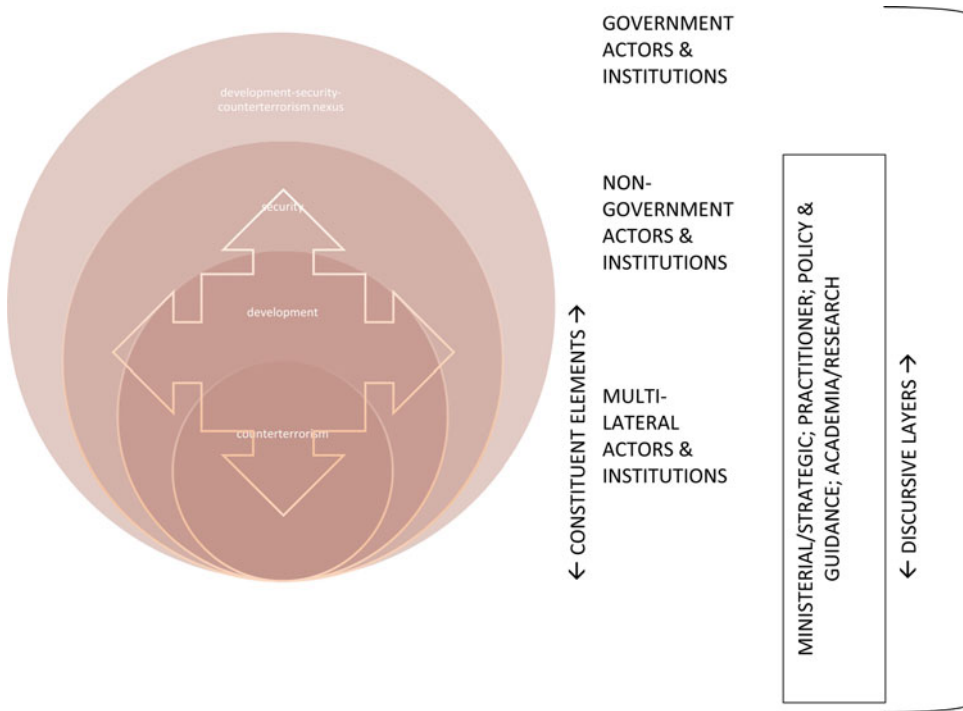 development-security-
counterterrorism nexus
security
development
counterterrorism
GOVERNMENT
ACTORS &
INSTITUTIONS
NON-
GOVERNMENT
ACTORS &
INSTITUTIONS
MULTI-
LATERAL
ACTORS &
INSTITUTIONS
← CONSTITUENT ELEMENTS →
MINISTERIAL/STRATEGIC; PRACTITIONER; POLICY &
GUIDANCE; ACADEMIA/RESEARCH
← DISCURSIVE LAYERS →